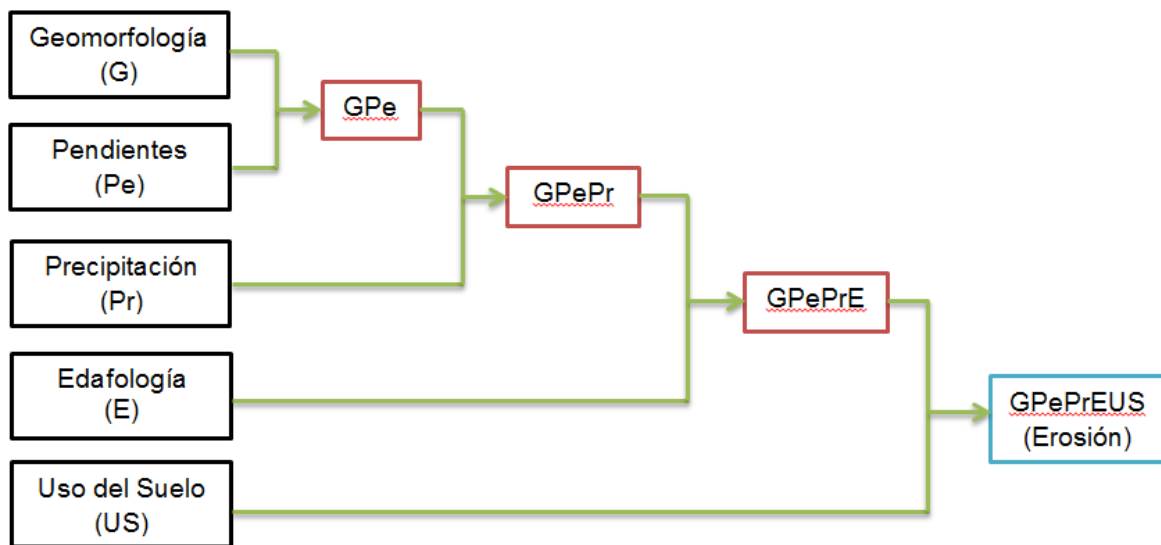 Geomorfología
(G)
GPe
Pendientes
(Pe)
GPePr
Precipitación
(Pr)
GPePrE
Edafología
(E)
GPePrEUS
(Erosión)
Uso del Suelo
(US)